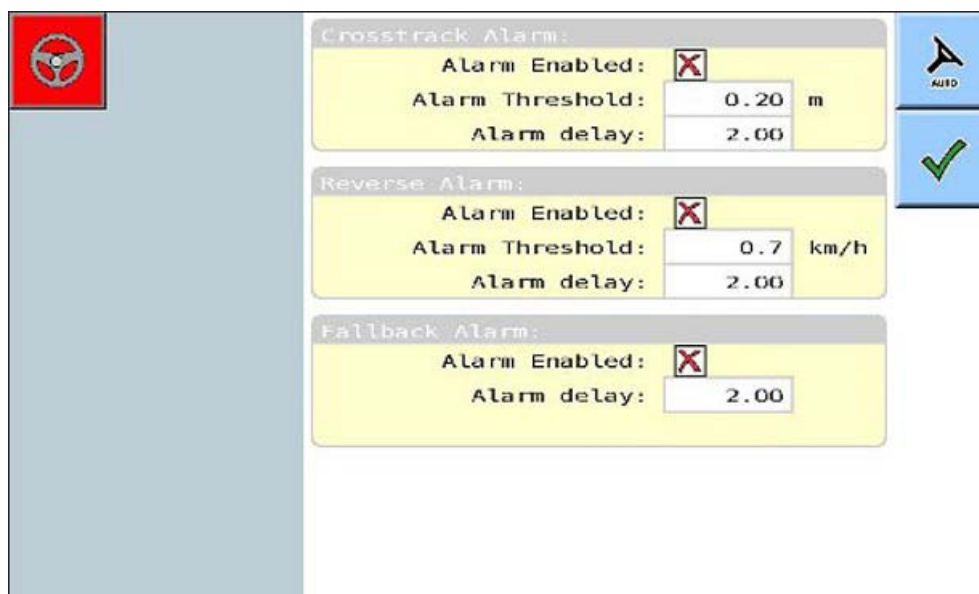 Crosstrack Alarm:
Alarm Enabled:
Alarm Threshold: 0.20 m
Alarm delay: 2.00
Reverse Alarm:
Alarm Enabled:
Alarm Threshold: 0.7 km/h
Alarm delay: 2.00
Fallback Alarm:
Alarm Enabled:
Alarm delay: 2.00
AUTO